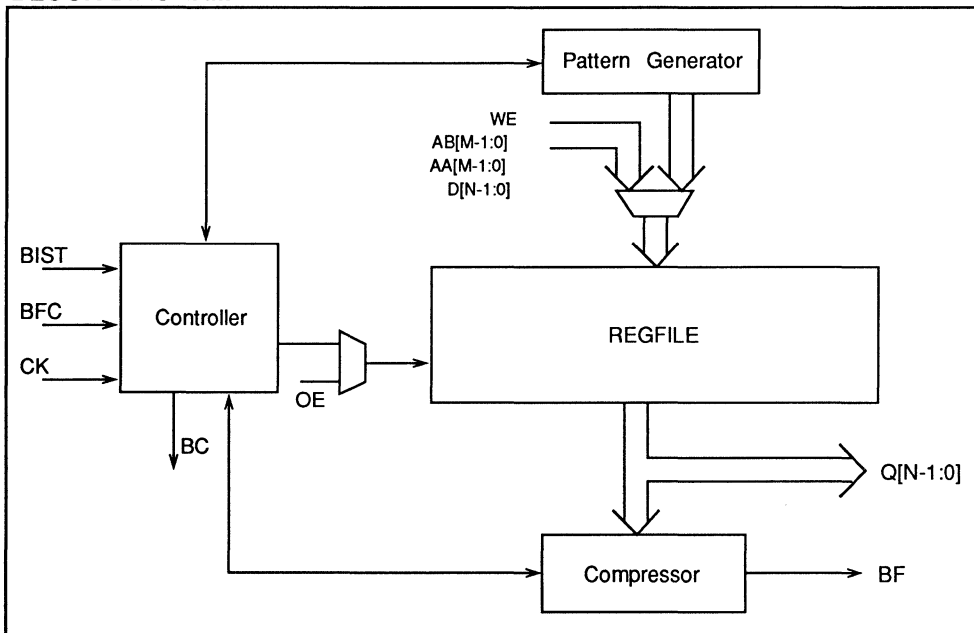 Pattern Generator
WE
AB[M-1:0]
AA[M-1:0]
D[N-1:0]
BIST
BFC
CK
Controller
OE
REGFILE
BC
Q[N-1:0]
Compressor
BF